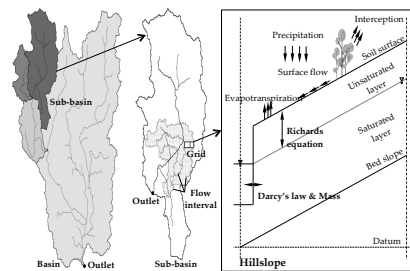 Sub-basin
Basin
Outlet
Outlet
Grid
Flow
interval
Sub-basin
Interception
Precipitation
Soil surface
Surface flow
Unsaturated
layer
Evapotranspiration
Richards
equation
Saturated
layer
Bed slope
Darcy's law & Mass
Datum
Hillslope